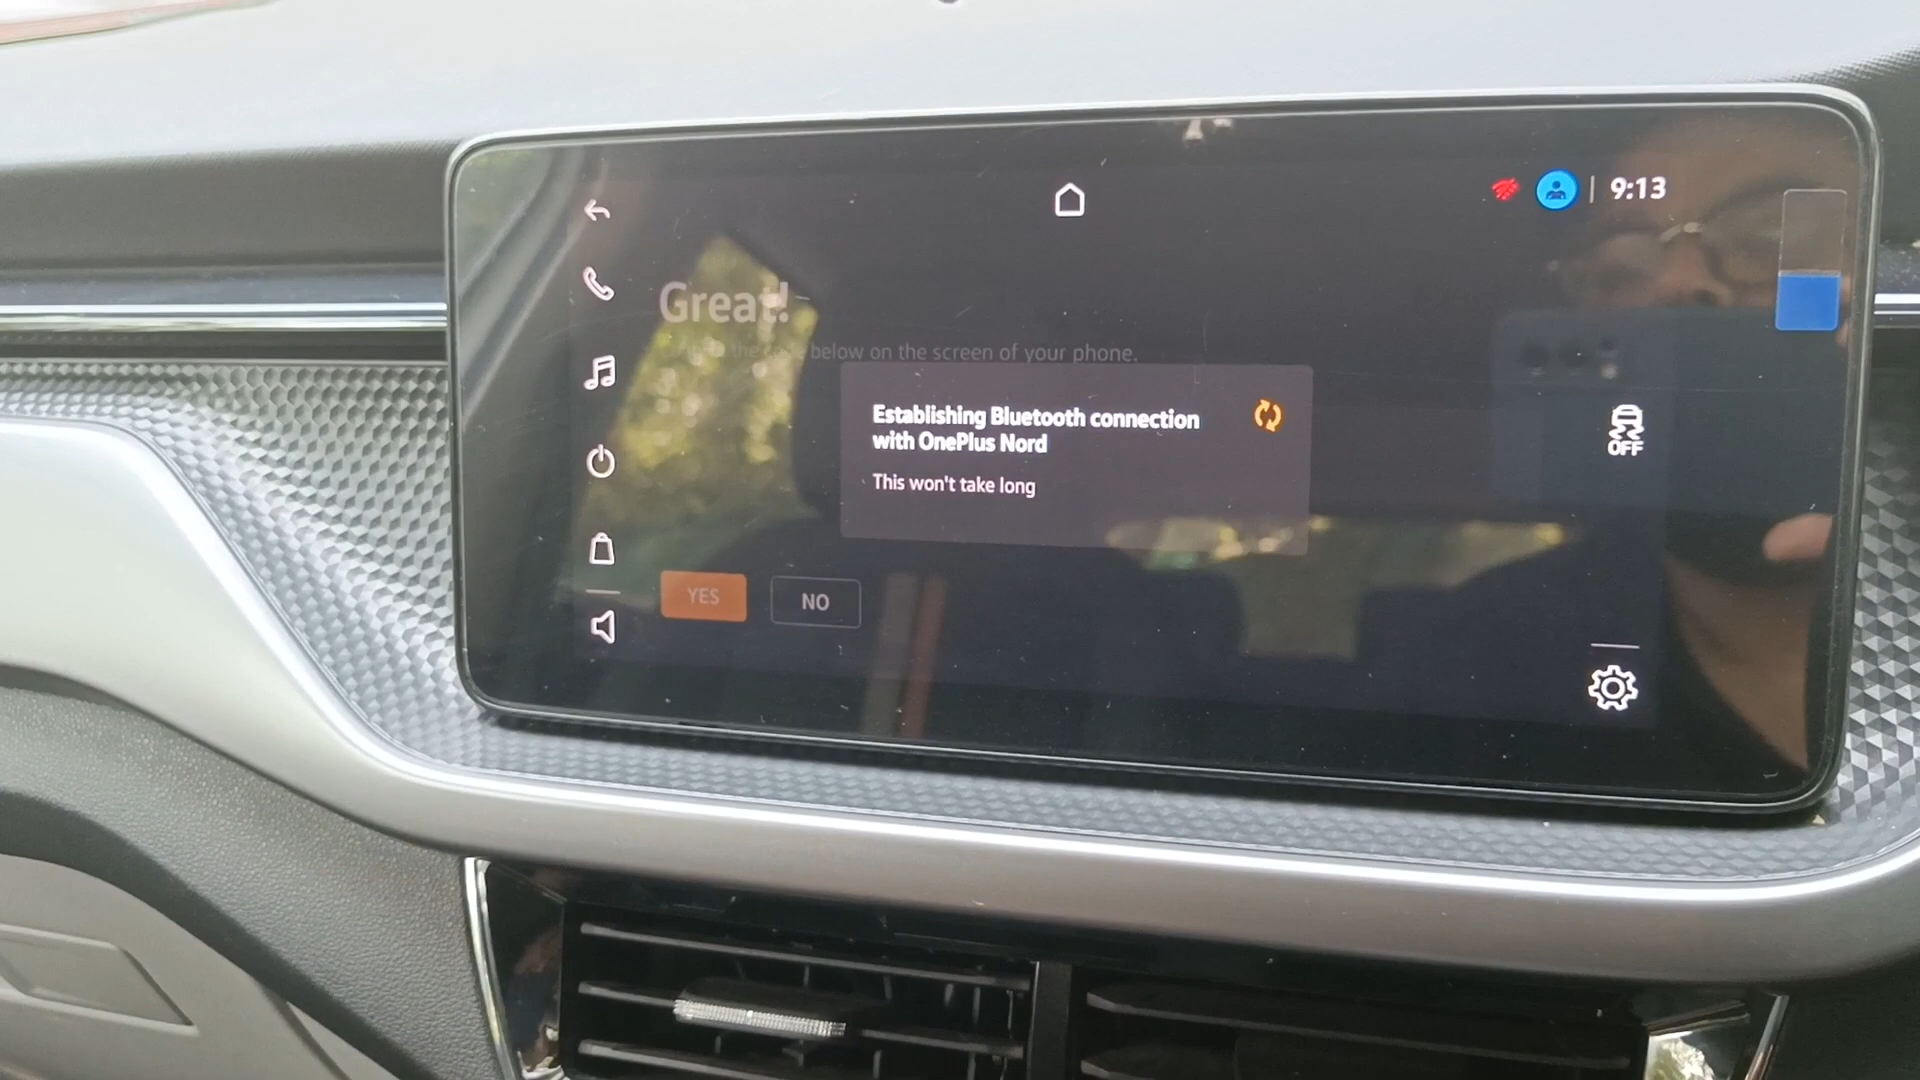 9:13
Great!
the code below on the screen of your phone.
Establishing Bluetooth connection
with OnePlus Nord
This won't take long
OFF
YES
NO